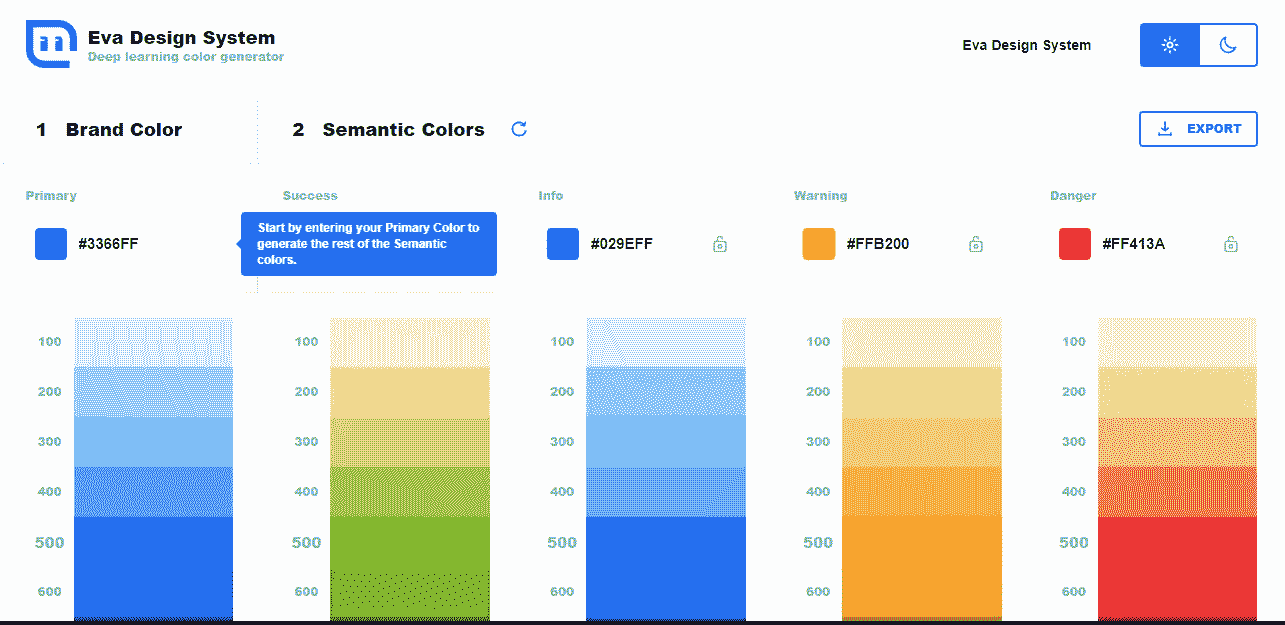 Eva Design System
Deep learning color generator
Eva Design System
1 Brand Color
2 Semantic Colors
EXPORT
Primary
Success
Info
Warning
Danger
#3366FF
Start by entering your Primary Color to
generate the rest of the Semantic
colors.
#029EFF
#FFB200
#FF413A
100
100
100
100
100
200
200
200
200
200
300
300
300
300
300
400
400
400
400
400
500
500
500
500
500
600
600
600
600
600